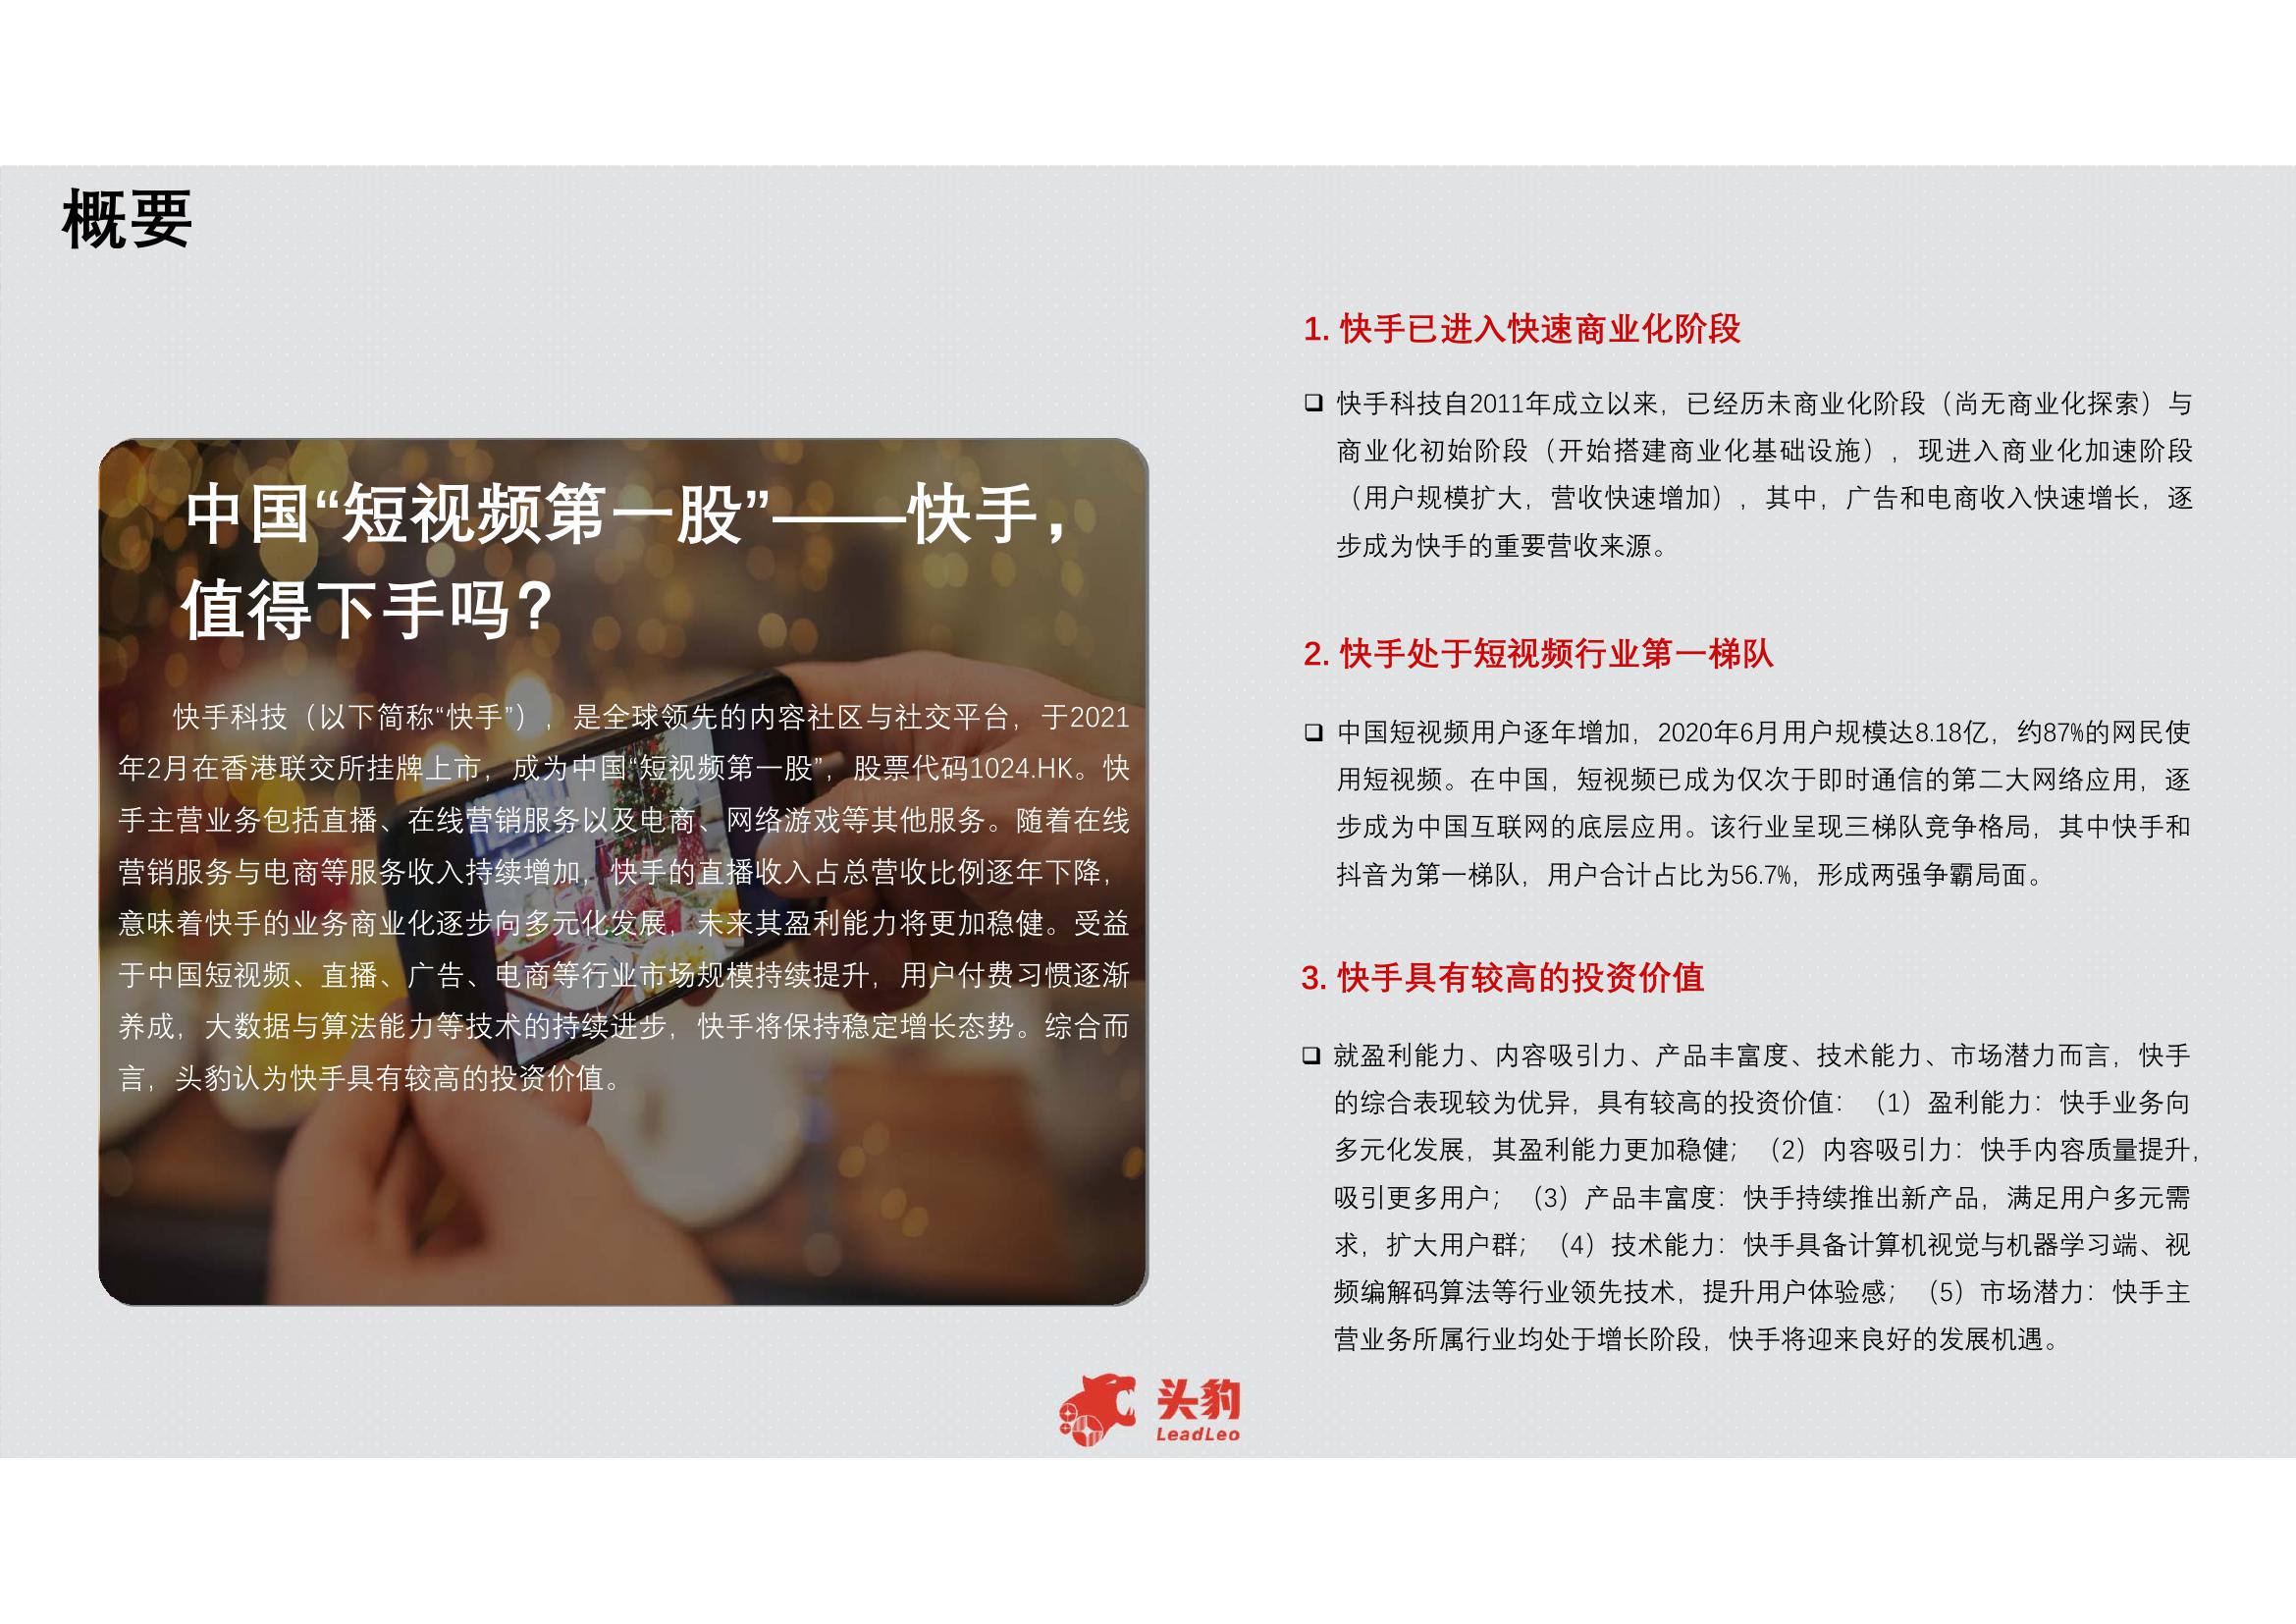 概要
中国“短视频第一股”——快手，
值得下手吗？
快手科技（以下简称“快手”），是全球领先的内容社区与社交平台，于2021
年2月在香港联交所挂牌上市，成为中国“短视频第一股”，股票代码1024.HK。快
手主营业务包括直播、在线营销服务以及电商、网络游戏等其他服务。随着在线
营销服务与电商等服务收入持续增加，快手的直播收入占总营收比例逐年下降，
意味着快手的业务商业化逐步向多元化发展，未来其盈利能力将更加稳健。受益
于中国短视频、直播、广告、电商等行业市场规模持续提升，用户付费习惯逐渐
养成，大数据与算法能力等技术的持续进步，快手将保持稳定增长态势。综合而
言，头豹认为快手具有较高的投资价值。
1. 快手已进入快速商业化阶段
❑ 快手科技自2011年成立以来，已经历未商业化阶段（尚无商业化探索）与
商业化初始阶段（开始搭建商业化基础设施），现进入商业化加速阶段
（用户规模扩大，营收快速增加），其中，广告和电商收入快速增长，逐
步成为快手的重要营收来源。
2. 快手处于短视频行业第一梯队
❑ 中国短视频用户逐年增加，2020年6月用户规模达8.18亿，约87%的网民使
用短视频。在中国，短视频已成为仅次于即时通信的第二大网络应用，逐
步成为中国互联网的底层应用。该行业呈现三梯队竞争格局，其中快手和
抖音为第一梯队，用户合计占比为56.7%，形成两强争霸局面。
3. 快手具有较高的投资价值
❑ 就盈利能力、内容吸引力、产品丰富度、技术能力、市场潜力而言，快手
的综合表现较为优异，具有较高的投资价值：（1）盈利能力：快手业务向
多元化发展，其盈利能力更加稳健；（2）内容吸引力：快手内容质量提升，
吸引更多用户；（3）产品丰富度：快手持续推出新产品，满足用户多元需
求，扩大用户群；（4）技术能力：快手具备计算机视觉与机器学习端、视
频编解码算法等行业领先技术，提升用户体验感；（5）市场潜力：快手主
营业务所属行业均处于增长阶段，快手将迎来良好的发展机遇。
头豹
LeadLeo